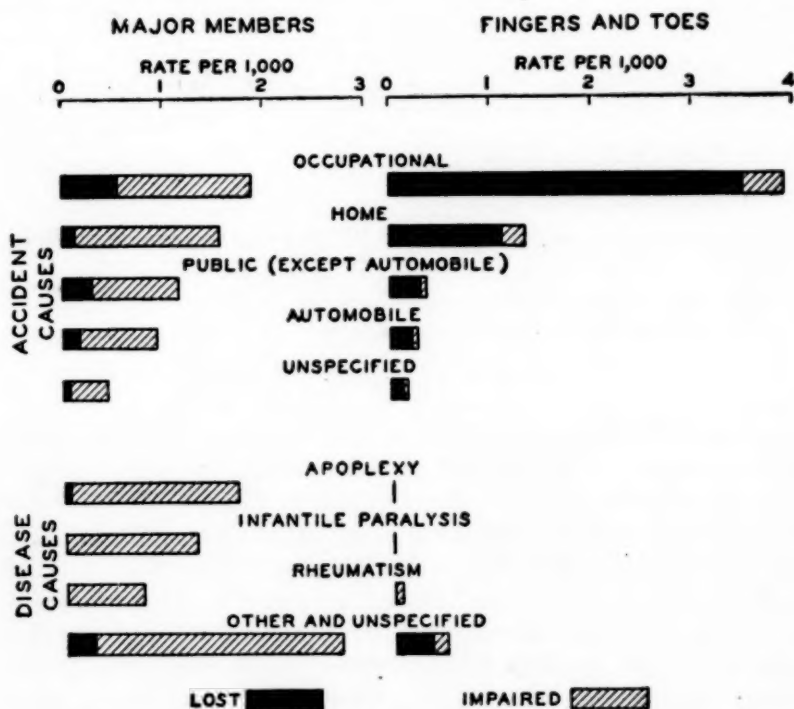 MAJOR MEMBERS
FINGERS AND TOES
RATE PER 1,000
RATE PER 1,000
0 1 2 3
0 1 2 3 4
ACCIDENT CAUSES
OCCUPATIONAL
HOME
PUBLIC (EXCEPT AUTOMOBILE)
AUTOMOBILE
UNSPECIFIED
DISEASE CAUSES
APOPLEXY
INFANTILE PARALYSIS
RHEUMATISM
OTHER AND UNSPECIFIED
LOST
IMPAIRED